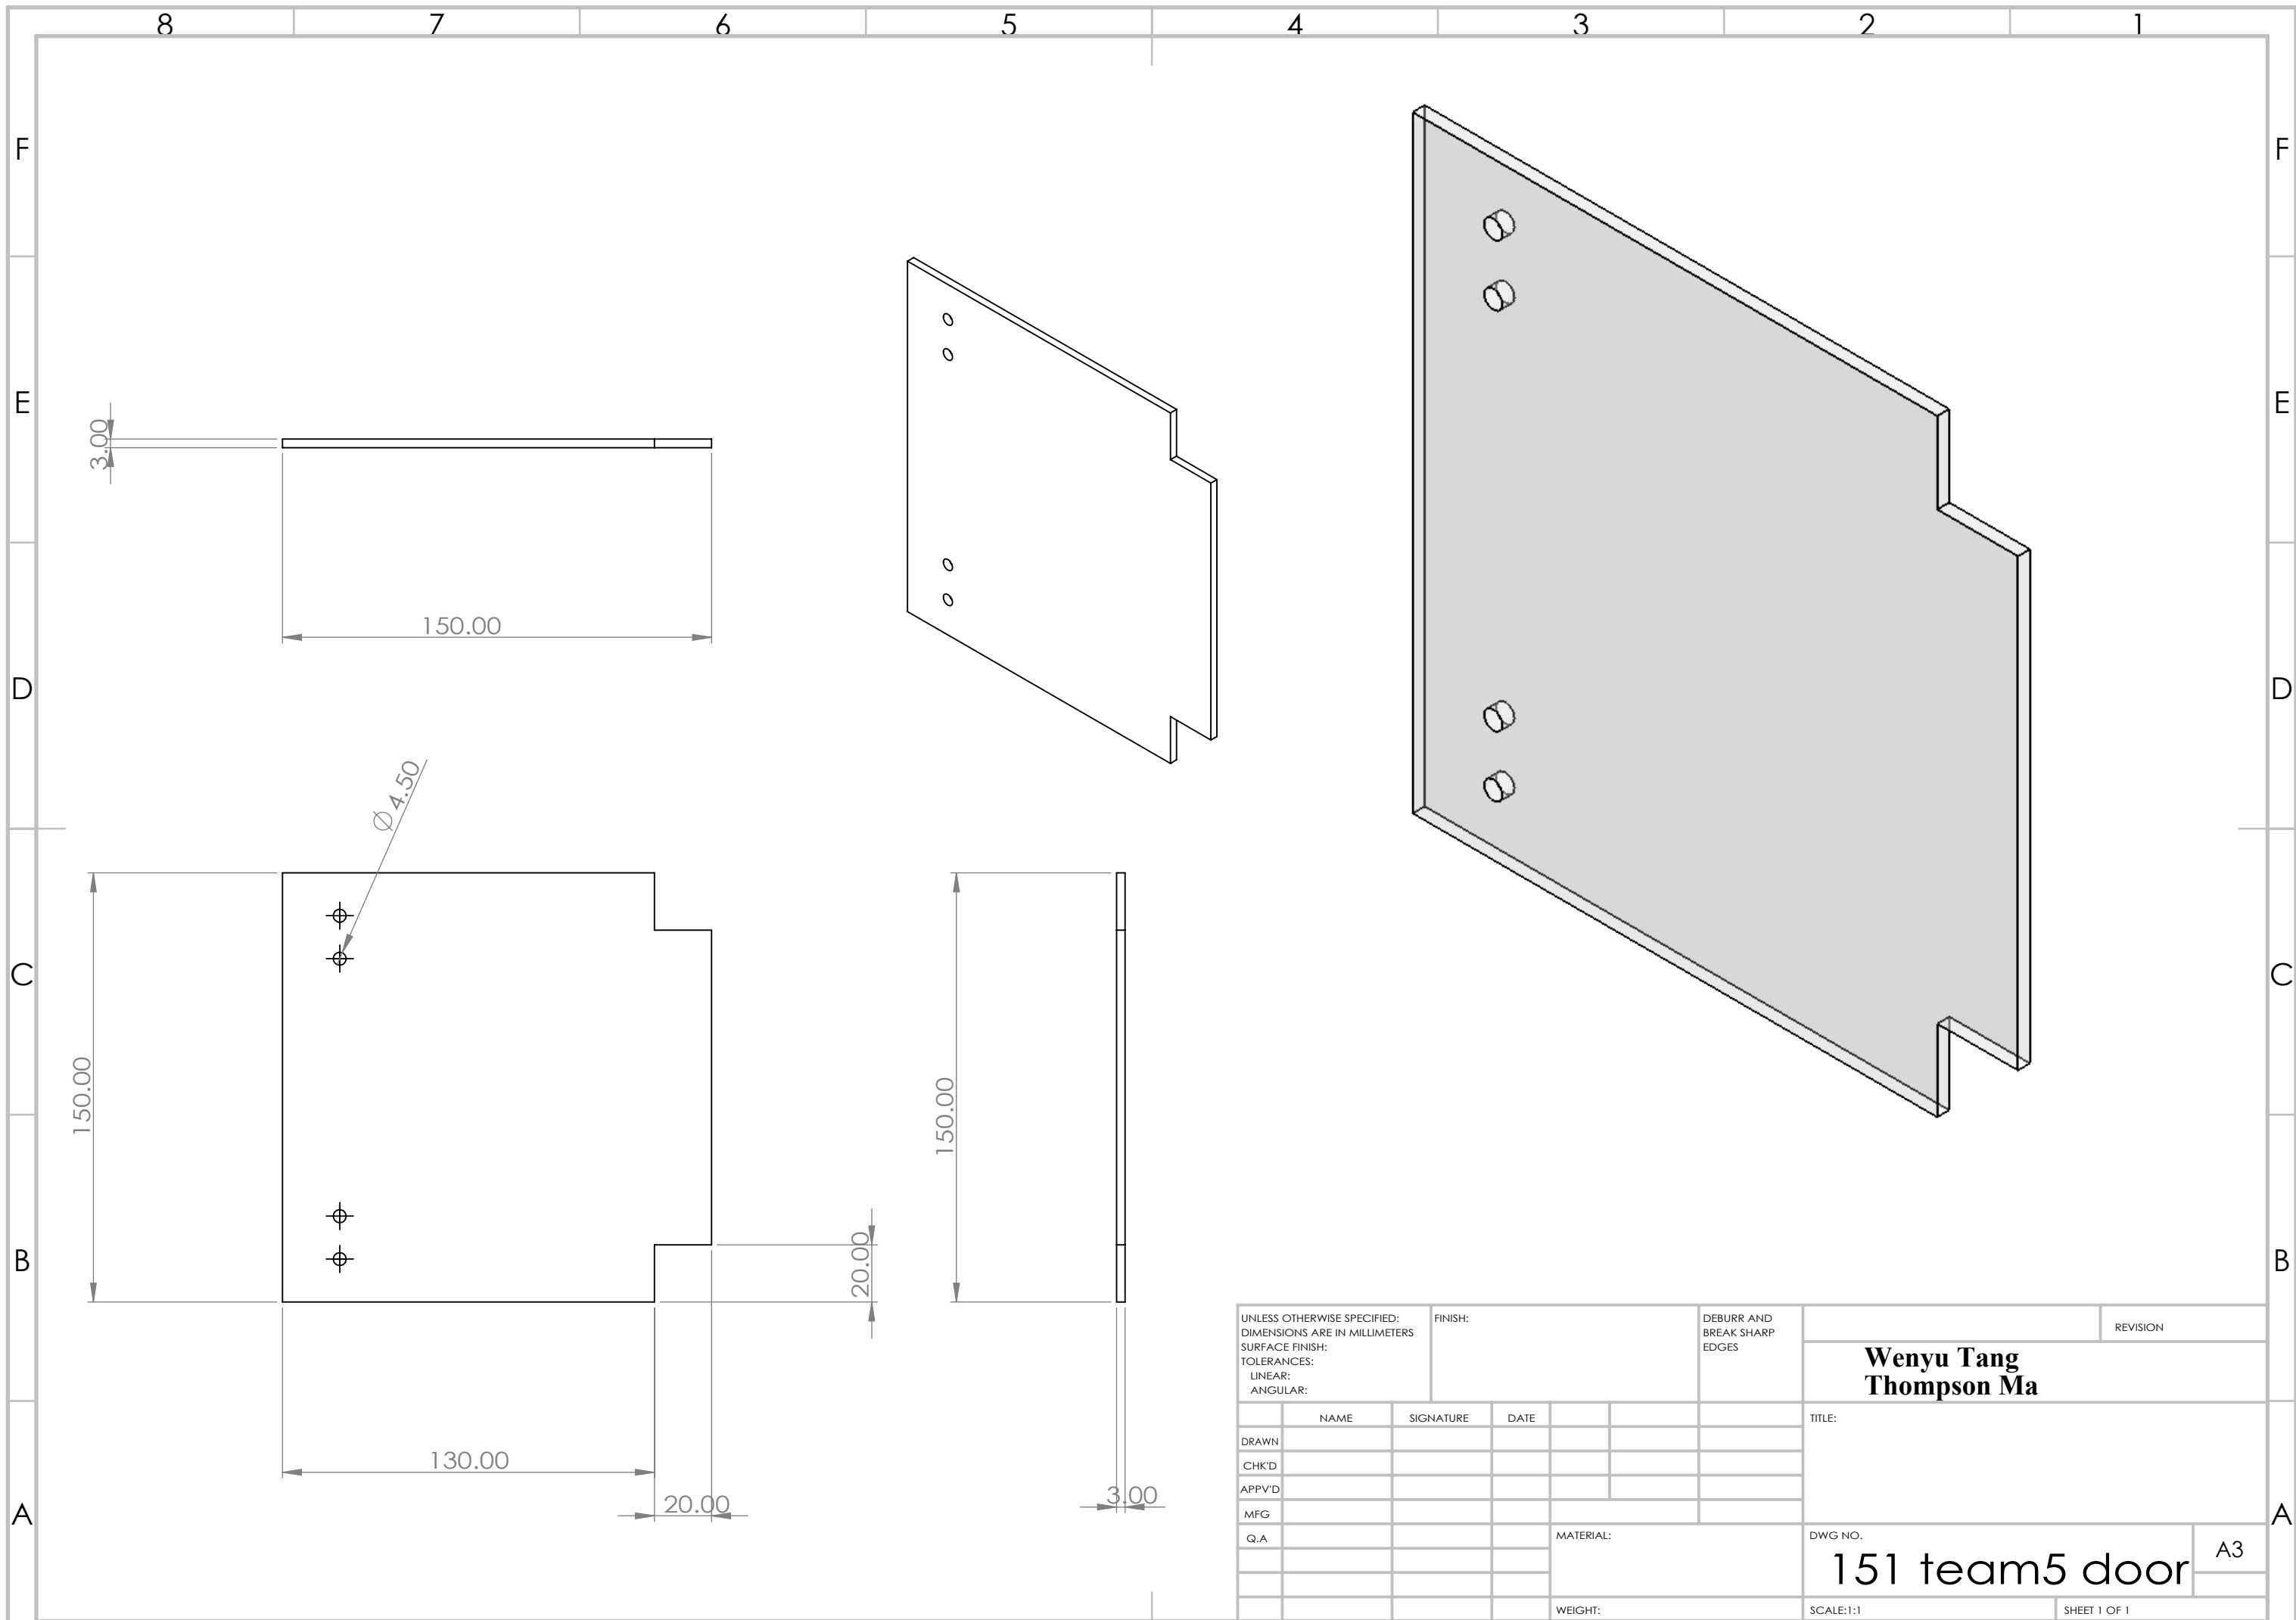 8 7 6 5 4 3 2 1
F F
E E
D D
C C
B B
A A
3.00
150.00
Ø 4.50
150.00
150.00
20.00
130.00
20.00
3.00
UNLESS OTHERWISE SPECIFIED:
DIMENSIONS ARE IN MILLIMETERS
SURFACE FINISH:
TOLERANCES:
LINEAR:
ANGULAR:
FINISH:
DEBURR AND
BREAK SHARP
EDGES
REVISION
Wenyu Tang
Thompson Ma
NAME SIGNATURE DATE
TITLE:
DRAWN
CHK'D
APPV'D
MFG
Q.A
MATERIAL:
DWG NO.
151 team5 door
A3
WEIGHT:
SCALE:1:1
SHEET 1 OF 1